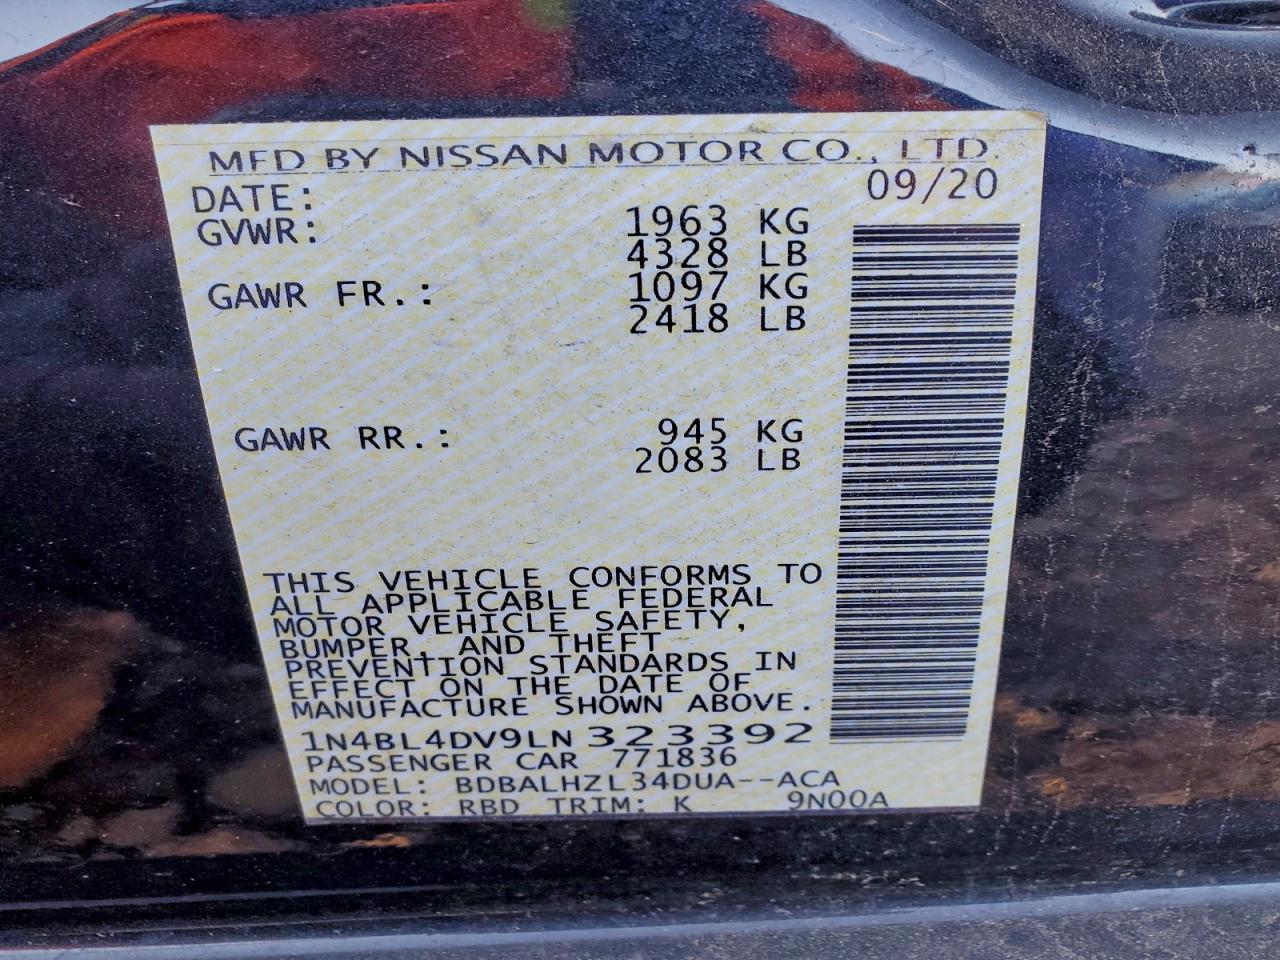 MFD BY NISSAN MOTOR CO., LTD.
DATE: 09/20
GVWR: 1963 KG
4328 LB
GAWR FR.: 1097 KG
2418 LB
GAWR RR.: 945 KG
2083 LB
THIS VEHICLE CONFORMS TO
ALL APPLICABLE FEDERAL
MOTOR VEHICLE SAFETY,
BUMPER, AND THEFT
PREVENTION STANDARDS IN
EFFECT ON THE DATE OF
MANUFACTURE SHOWN ABOVE.
1N4BL4DV9LN323392
PASSENGER CAR 771836
MODEL: BDBALHZL34DUA--ACA
COLOR: RBD TRIM: K 9N00A